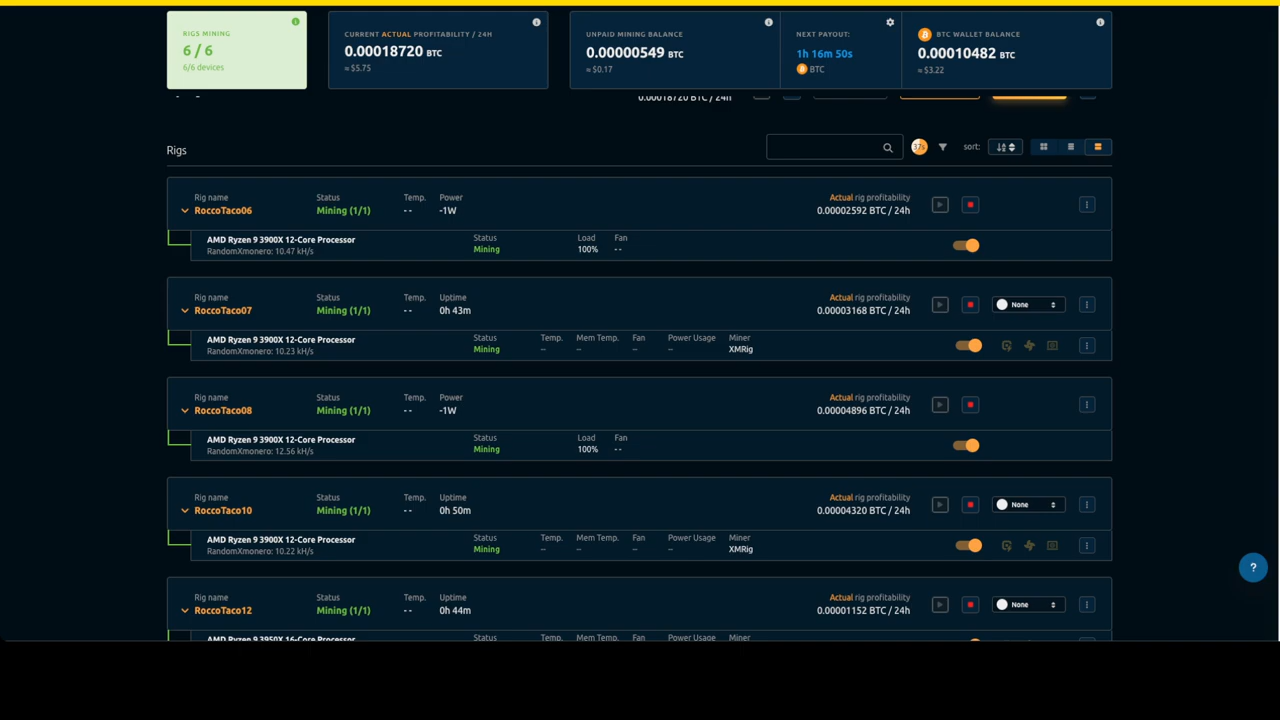 RIGS MINING
6 / 6
6/6 devices
CURRENT ACTUAL PROFITABILITY / 24H
0.00018720 BTC
≈ $5.75
UNPAID MINING BALANCE
0.00000549 BTC
≈ $0.17
NEXT PAYOUT:
1h 16m 50s
BTC
BTC WALLET BALANCE
0.00010482 BTC
≈ $3.22
0.00018720 BTC / 24h
Rigs
37%
sort:
Rig name Status Temp. Power Actual rig profitability
RoccoTaco06 Mining (1/1) - - -1W 0.00002592 BTC / 24h
AMD Ryzen 9 3900X 12-Core Processor Status Load Fan
RandomXmonero: 10.47 kH/s Mining 100% - -
Rig name Status Temp. Uptime Actual rig profitability
RoccoTaco07 Mining (1/1) - - 0h 43m 0.00003168 BTC / 24h None
AMD Ryzen 9 3900X 12-Core Processor Status Temp. Mem Temp. Fan Power Usage Miner
RandomXmonero: 10.23 kH/s Mining -- -- -- -- XMRig
Rig name Status Temp. Power Actual rig profitability
RoccoTaco08 Mining (1/1) - - -1W 0.00004896 BTC / 24h
AMD Ryzen 9 3900X 12-Core Processor Status Load Fan
RandomXmonero: 12.56 kH/s Mining 100% - -
Rig name Status Temp. Uptime Actual rig profitability
RoccoTaco10 Mining (1/1) - - 0h 50m 0.00004320 BTC / 24h None
AMD Ryzen 9 3900X 12-Core Processor Status Temp. Mem Temp. Fan Power Usage Miner
RandomXmonero: 10.22 kH/s Mining -- -- -- -- XMRig
Rig name Status Temp. Uptime Actual rig profitability
RoccoTaco12 Mining (1/1) - - 0h 44m 0.00001152 BTC / 24h None
AMD Ryzen 9 3950X 16-Core Processor Status Temp. Mem Temp. Fan Power Usage Miner
?